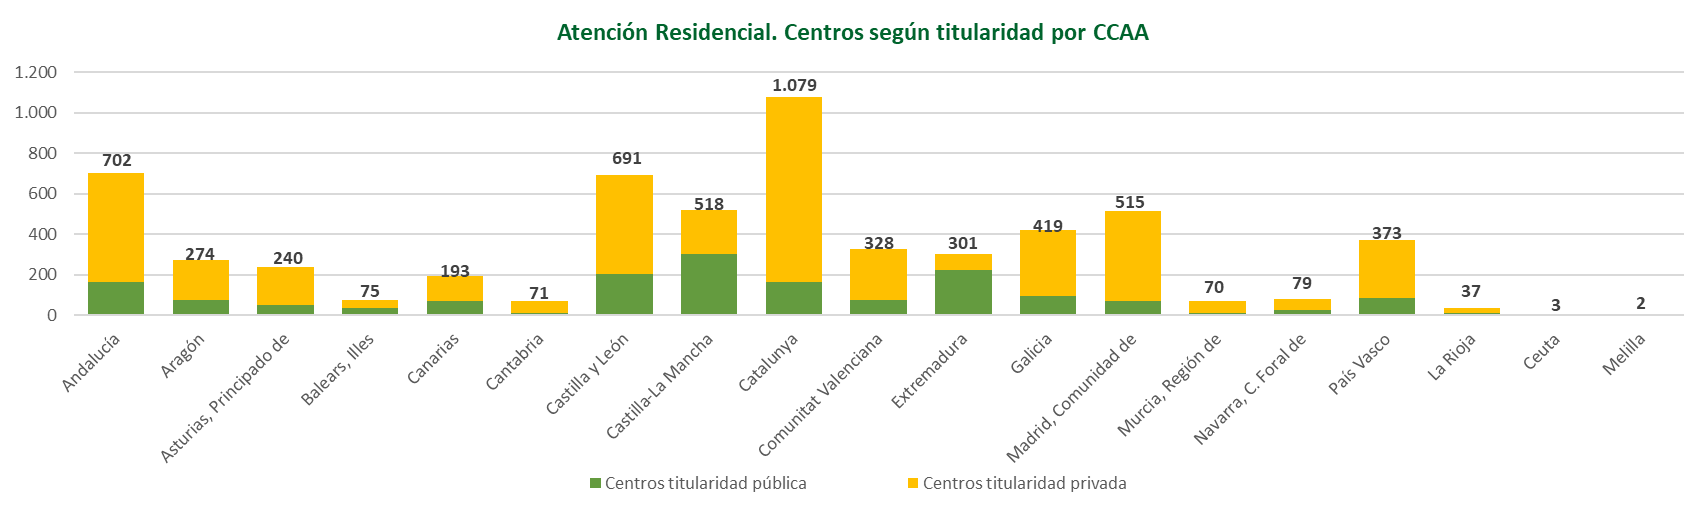 Atención Residencial. Centros según titularidad por CCAA
1.200
1.000
800
600
400
200
0
702
274
240
75
193
71
691
518
1.079
328
301
419
515
70
79
373
37
3
2
Andalucía
Aragón
Asturias, Principado de
Balears, Illes
Canarias
Cantabria
Castilla y León
Castilla-La Mancha
Catalunya
Comunitat Valenciana
Extremadura
Galicia
Madrid, Comunidad de
Murcia, Región de
Navarra, C. Foral de
País Vasco
La Rioja
Ceuta
Melilla
Centros titularidad pública
Centros titularidad privada